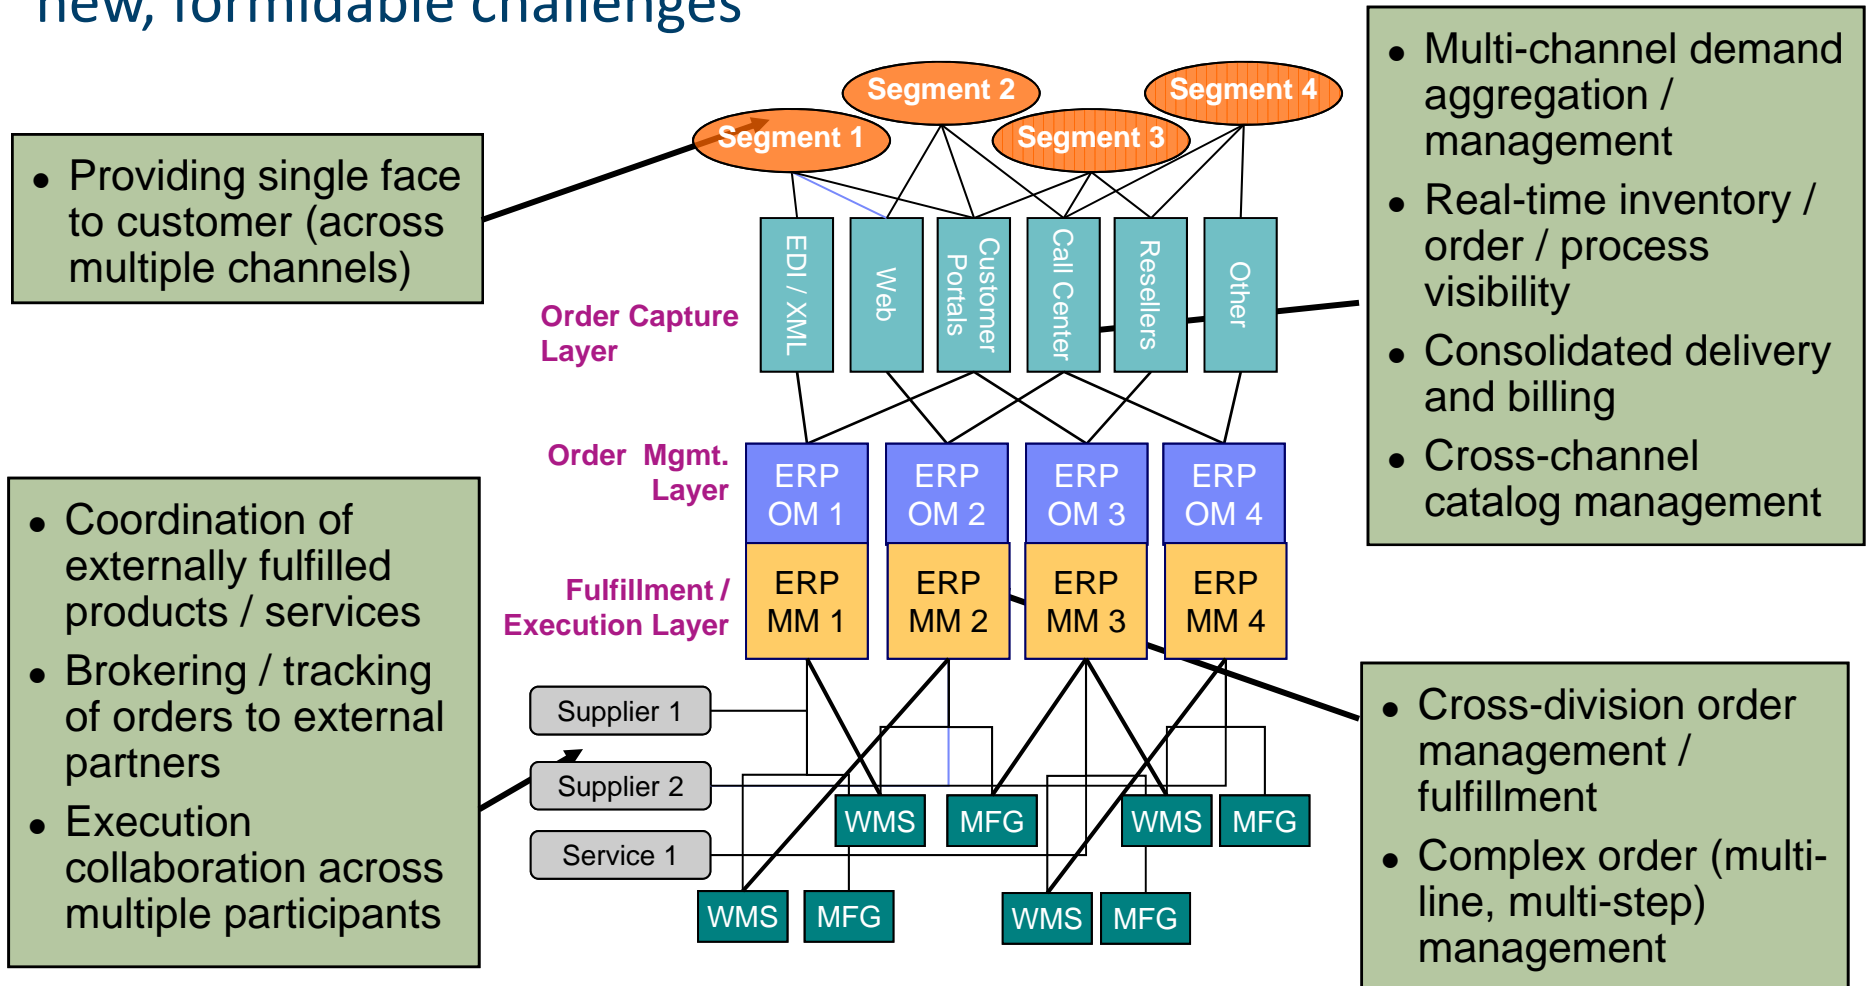 new, formidable challenges
• Providing single face
to customer (across
multiple channels)
• Coordination of
externally fulfilled
products / services
• Brokering / tracking
of orders to external
partners
• Execution
collaboration across
multiple participants
Segment 1
Segment 2
Segment 3
Segment 4
Order Capture
Layer
EDI / XML
Web
Customer
Portals
Call Center
Resellers
Other
Order Mgmt.
Layer
ERP
OM 1
ERP
OM 2
ERP
OM 3
ERP
OM 4
Fulfillment /
Execution Layer
ERP
MM 1
ERP
MM 2
ERP
MM 3
ERP
MM 4
Supplier 1
Supplier 2
Service 1
WMS
MFG
WMS
MFG
WMS
MFG
WMS
MFG
• Multi-channel demand
aggregation /
management
• Real-time inventory /
order / process
visibility
• Consolidated delivery
and billing
• Cross-channel
catalog management
• Cross-division order
management /
fulfillment
• Complex order (multi-
line, multi-step)
management